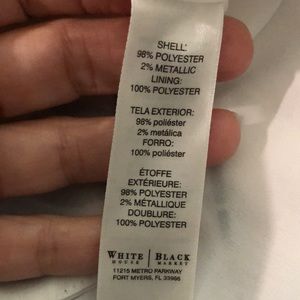 SHELL:
98% POLYESTER
2% METALLIC
LINING:
100% POLYESTER
TELA EXTERIOR:
98% poliéster
2% metálica
FORRO:
100% poliéster
ÉTOFFE
EXTÉRIEURE:
98% POLYESTER
2% MÉTALLIQUE
DOUBLURE:
100% POLYESTER
WHITE | BLACK
HOUSE | MARKET
11215 METRO PARKWAY
FORT MYERS, FL 33966